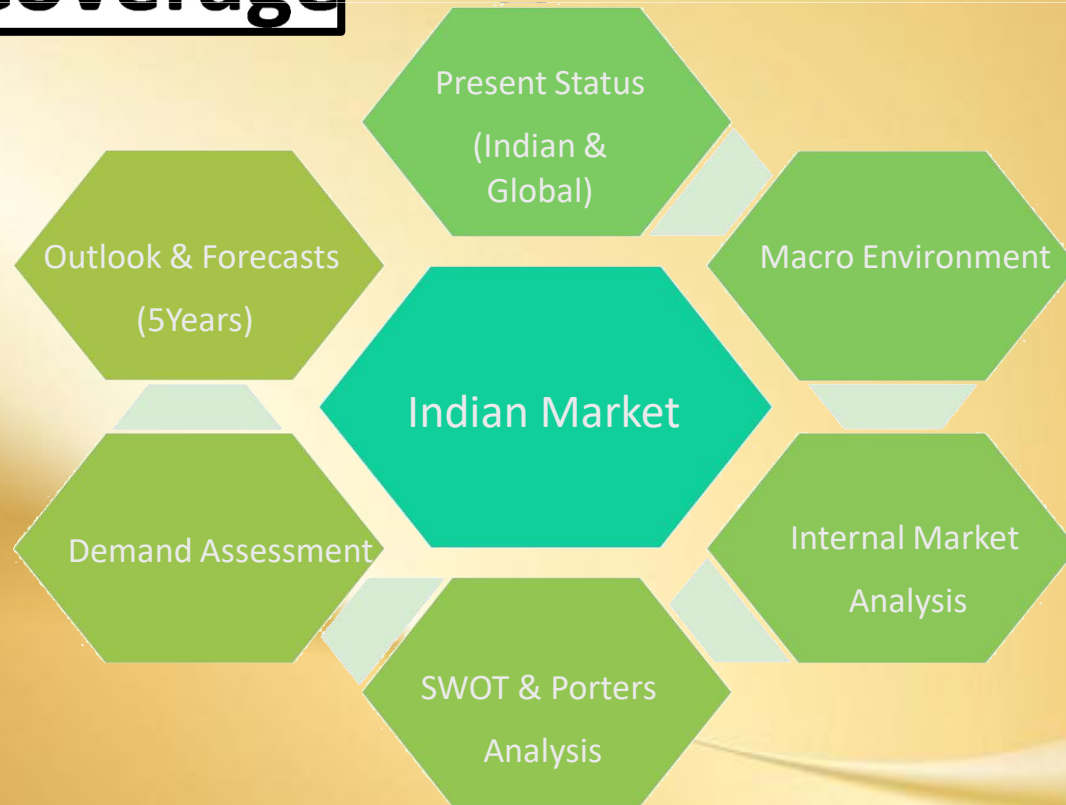 Coverage
Present Status
(Indian &
Global)
Macro Environment
Internal Market
Analysis
SWOT & Porters
Analysis
Demand Assessment
Outlook & Forecasts
(5Years)
Indian Market